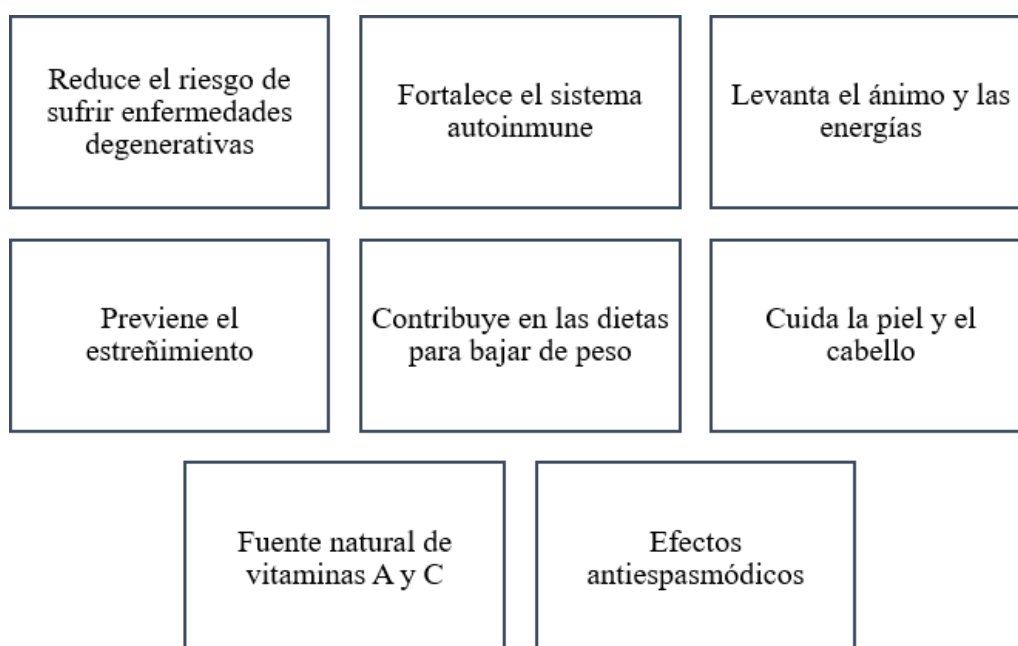 Reduce el riesgo de
sufrir enfermedades
degenerativas
Fortalece el sistema
autoinmune
Levanta el ánimo y las
energías
Previene el
estreñimiento
Contribuye en las dietas
para bajar de peso
Cuida la piel y el
cabello
Fuente natural de
vitaminas A y C
Efectos
antiespasmódicos